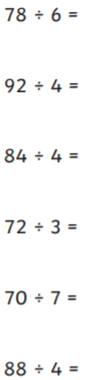 78 ÷ 6 =
92 ÷ 4 =
84 ÷ 4 =
72 ÷ 3 =
70 ÷ 7 =
88 ÷ 4 =